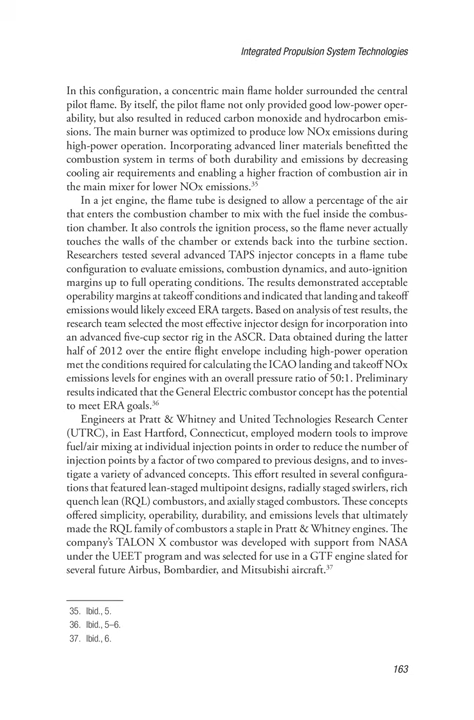 Integrated Propulsion System Technologies
In this configuration, a concentric main flame holder surrounded the central
pilot flame. By itself, the pilot flame not only provided good low-power oper-
ability, but also resulted in reduced carbon monoxide and hydrocarbon emis-
sions. The main burner was optimized to produce low NOx emissions during
high-power operation. Incorporating advanced liner materials benefitted the
combustion system in terms of both durability and emissions by decreasing
cooling air requirements and enabling a higher fraction of combustion air in
the main mixer for lower NOx emissions.35
In a jet engine, the flame tube is designed to allow a percentage of the air
that enters the combustion chamber to mix with the fuel inside the combus-
tion chamber. It also controls the ignition process, so the flame never actually
touches the walls of the chamber or extends back into the turbine section.
Researchers tested several advanced TAPS injector concepts in a flame tube
configuration to evaluate emissions, combustion dynamics, and auto-ignition
margins up to full operating conditions. The results demonstrated acceptable
operability margins at takeoff conditions and indicated that landing and takeoff
emissions would likely exceed ERA targets. Based on analysis of test results, the
research team selected the most effective injector design for incorporation into
an advanced five-cup sector rig in the ASCR. Data obtained during the latter
half of 2012 over the entire flight envelope including high-power operation
met the conditions required for calculating the ICAO landing and takeoff NOx
emissions levels for engines with an overall pressure ratio of 50:1. Preliminary
results indicated that the General Electric combustor concept has the potential
to meet ERA goals.36
Engineers at Pratt & Whitney and United Technologies Research Center
(UTRC), in East Hartford, Connecticut, employed modern tools to improve
fuel/air mixing at individual injection points in order to reduce the number of
injection points by a factor of two compared to previous designs, and to inves-
tigate a variety of advanced concepts. This effort resulted in several configura-
tions that featured lean-staged multipoint designs, radially staged swirlers, rich
quench lean (RQL) combustors, and axially staged combustors. These concepts
offered simplicity, operability, durability, and emissions levels that ultimately
made the RQL family of combustors a staple in Pratt & Whitney engines. The
company's TALON X combustor was developed with support from NASA
under the UEET program and was selected for use in a GTF engine slated for
several future Airbus, Bombardier, and Mitsubishi aircraft.37
35. Ibid., 5.
36. Ibid., 5–6.
37. Ibid., 6.
163